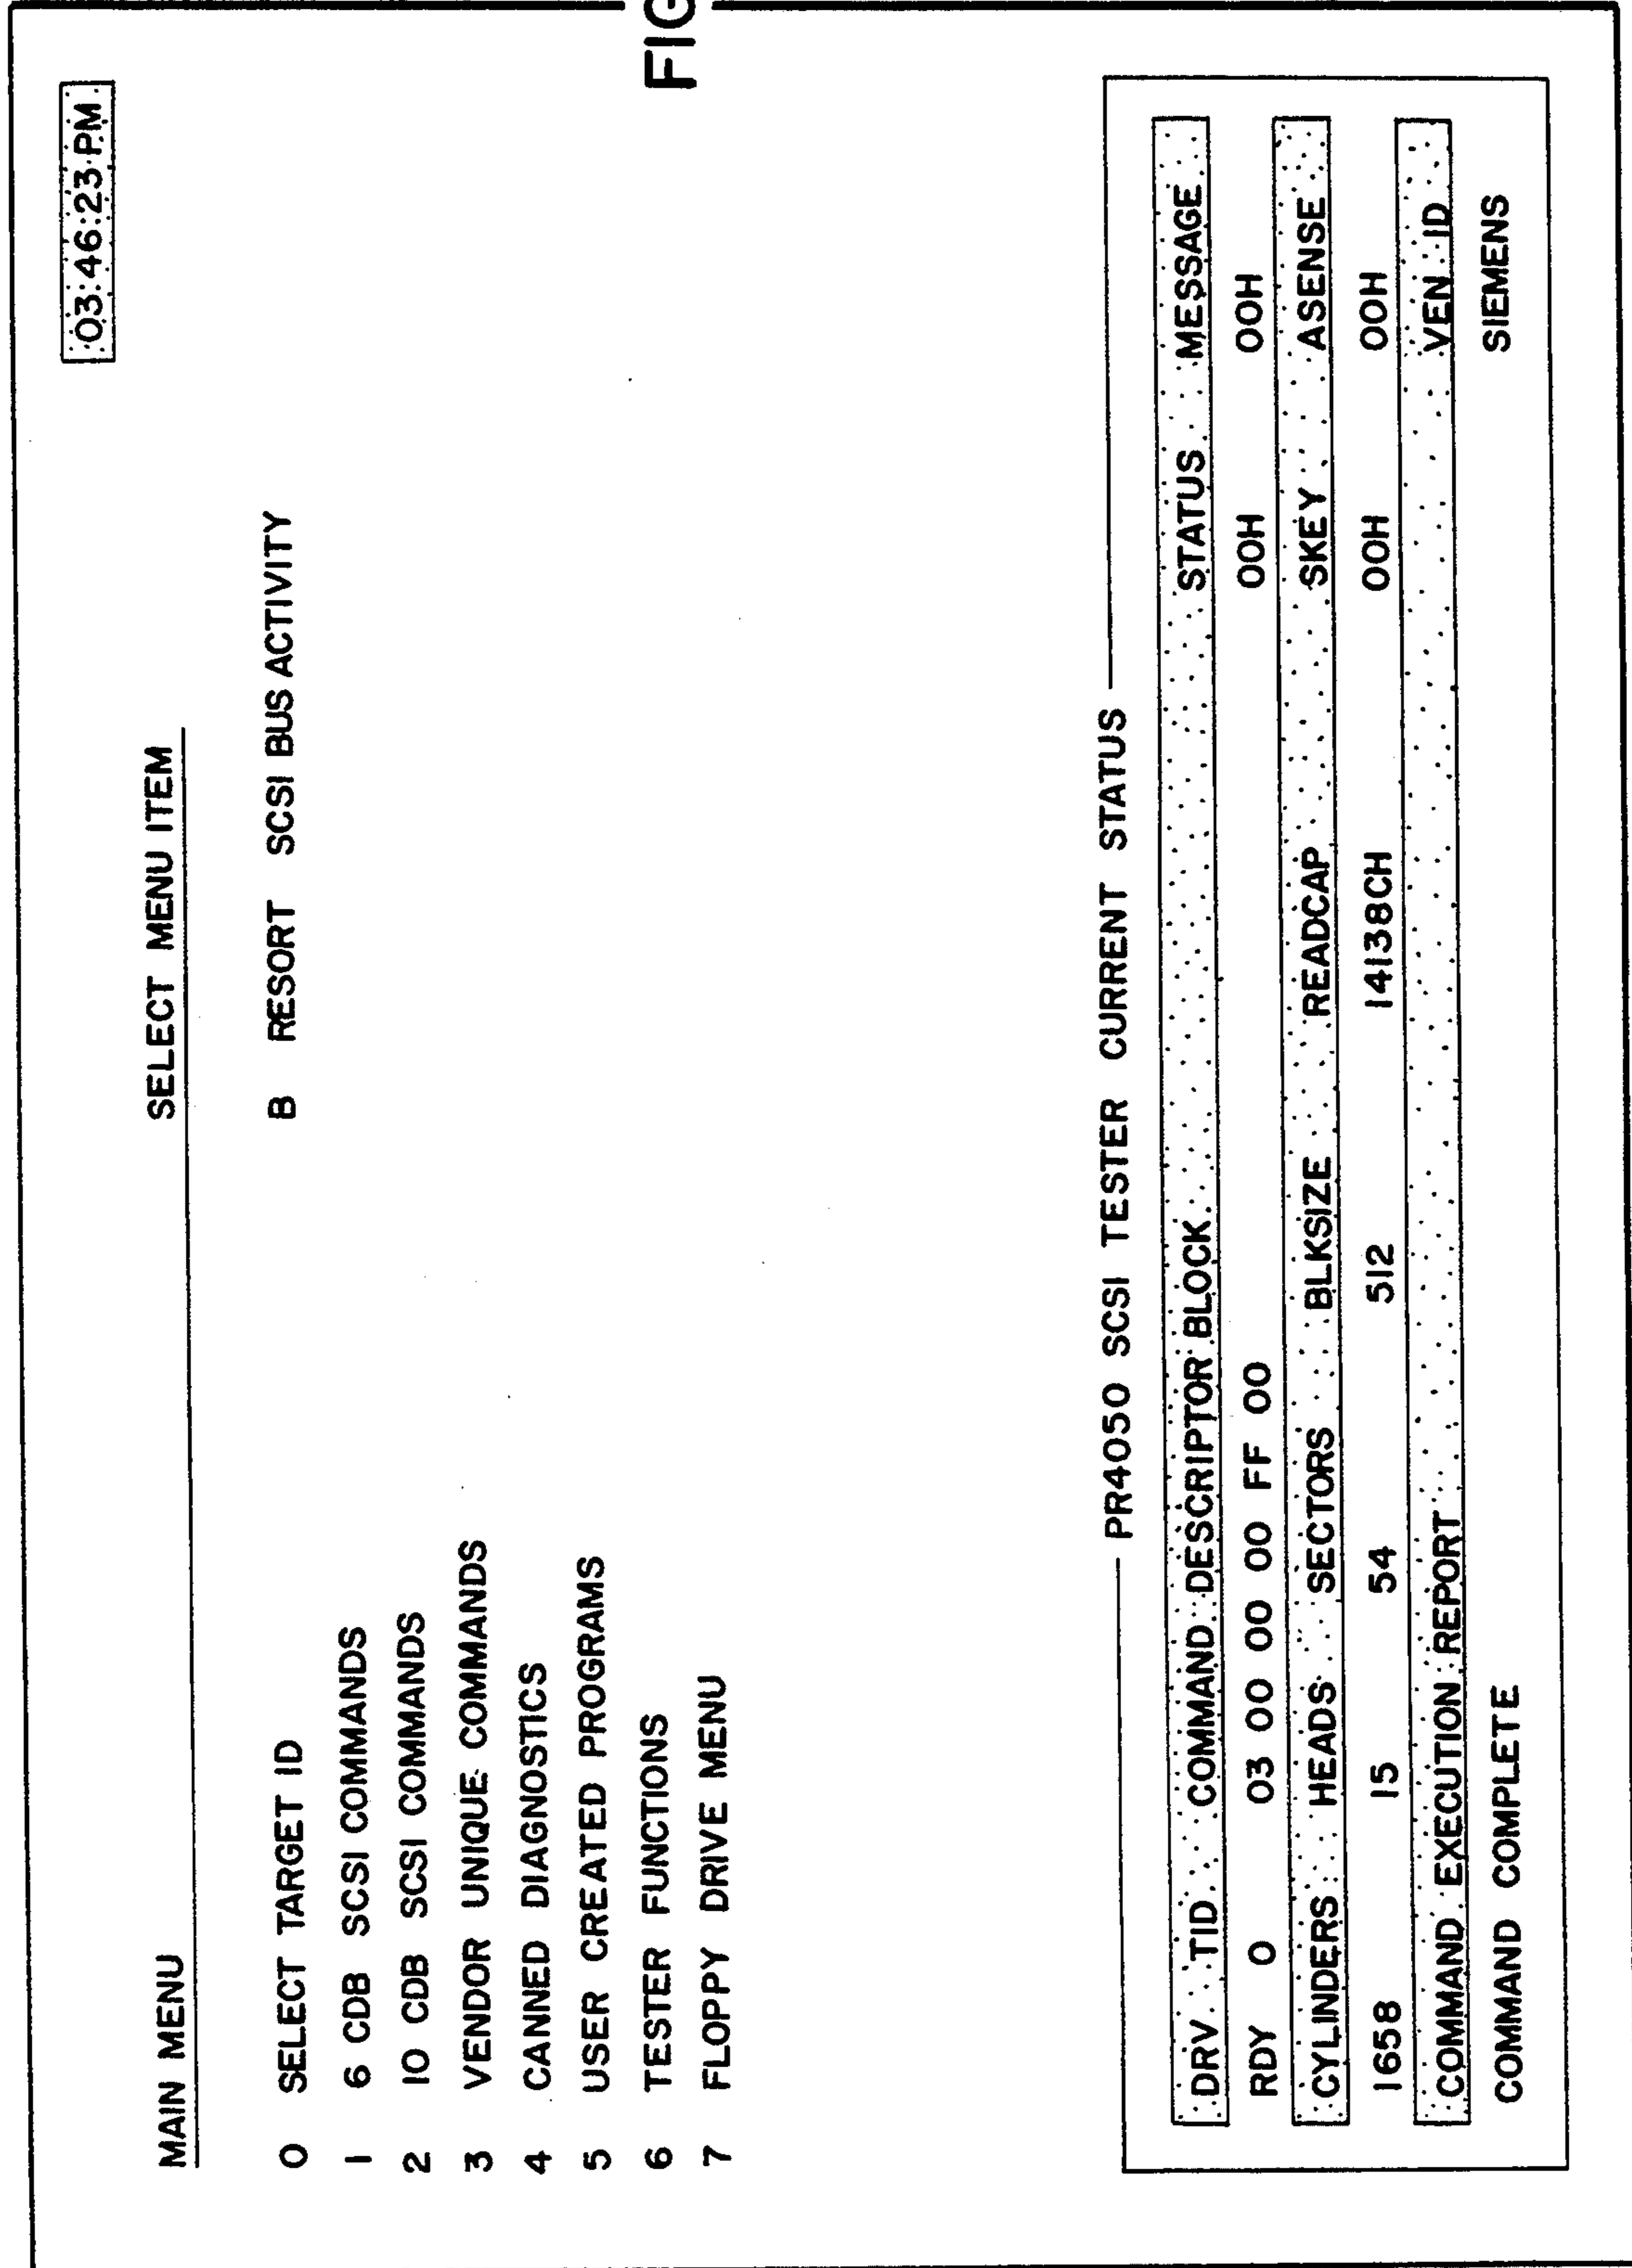 03:46:23 PM
MAIN MENU SELECT MENU ITEM
0 SELECT TARGET ID B RESORT SCSI BUS ACTIVITY
1 6 CDB SCSI COMMANDS
2 10 CDB SCSI COMMANDS
3 VENDOR UNIQUE COMMANDS
4 CANNED DIAGNOSTICS
5 USER CREATED PROGRAMS
6 TESTER FUNCTIONS
7 FLOPPY DRIVE MENU
PR4050 SCSI TESTER CURRENT STATUS
DRV TID COMMAND DESCRIPTOR BLOCK STATUS MESSAGE
RDY 0 03 00 00 00 FF 00 00H 00H
CYLINDERS HEADS SECTORS BLKSIZE READCAP SKEY ASENSE
1658 15 54 512 14138CH 00H 00H
COMMAND EXECUTION REPORT VEN ID
COMMAND COMPLETE SIEMENS